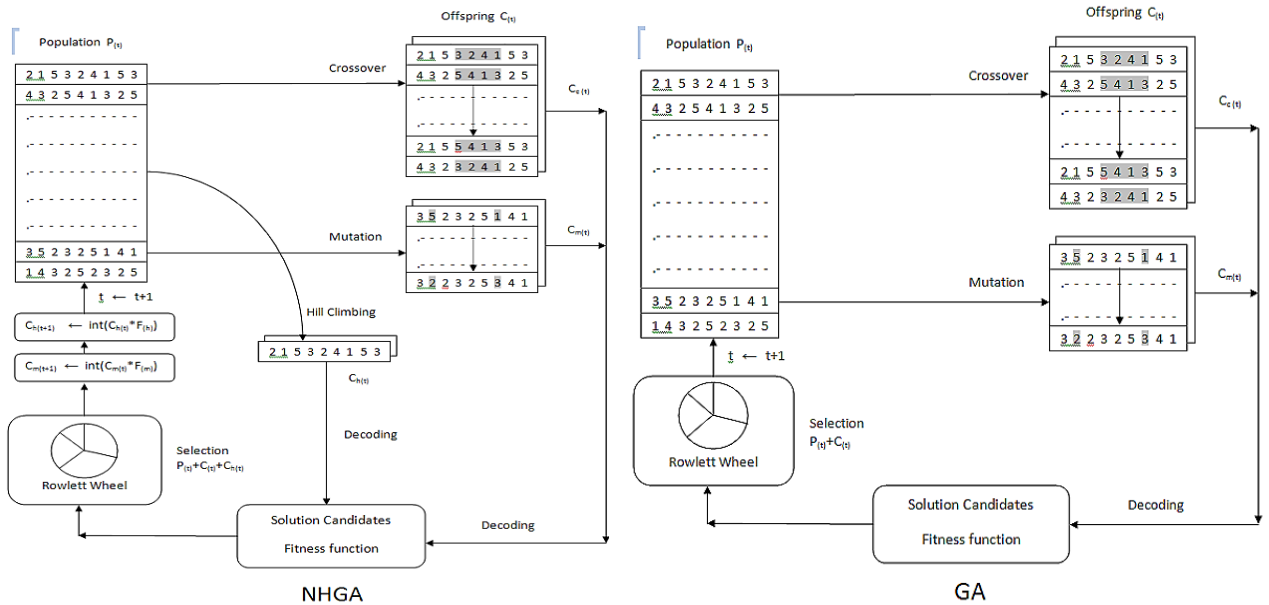 Offspring C(t)
Population P(t)
2 1 5 3 2 4 1 5 3
4 3 2 5 4 1 3 2 5
3 5 2 3 2 5 1 4 1
1 4 3 2 5 2 3 2 5
Crossover
2 1 5 3 2 4 1 5 3
4 3 2 5 4 1 3 2 5
2 1 5 5 4 1 3 5 3
4 3 2 3 2 4 1 2 5
Cc(t)
Mutation
3 5 2 3 2 5 1 4 1
3 2 2 3 2 5 3 4 1
Cm(t)
t ← t+1
Ch(t+1) ← int(Ch(t)*F(h)
Cm(t+1) ← int(Cm(t)*F(m)
Hill Climbing
2 1 5 3 2 4 1 5 3
Ch(t)
Decoding
Selection
P(t)+C(t)+Ch(t)
Rowlett Wheel
Solution Candidates
Fitness function
Decoding
NHGA
Offspring C(t)
Population P(t)
2 1 5 3 2 4 1 5 3
4 3 2 5 4 1 3 2 5
3 5 2 3 2 5 1 4 1
1 4 3 2 5 2 3 2 5
Crossover
2 1 5 3 2 4 1 5 3
4 3 2 5 4 1 3 2 5
2 1 5 5 4 1 3 5 3
4 3 2 3 2 4 1 2 5
Cc(t)
Mutation
3 5 2 3 2 5 1 4 1
3 2 2 3 2 5 3 4 1
Cm(t)
t ← t+1
Selection
P(t)+C(t)
Rowlett Wheel
Solution Candidates
Fitness function
Decoding
GA